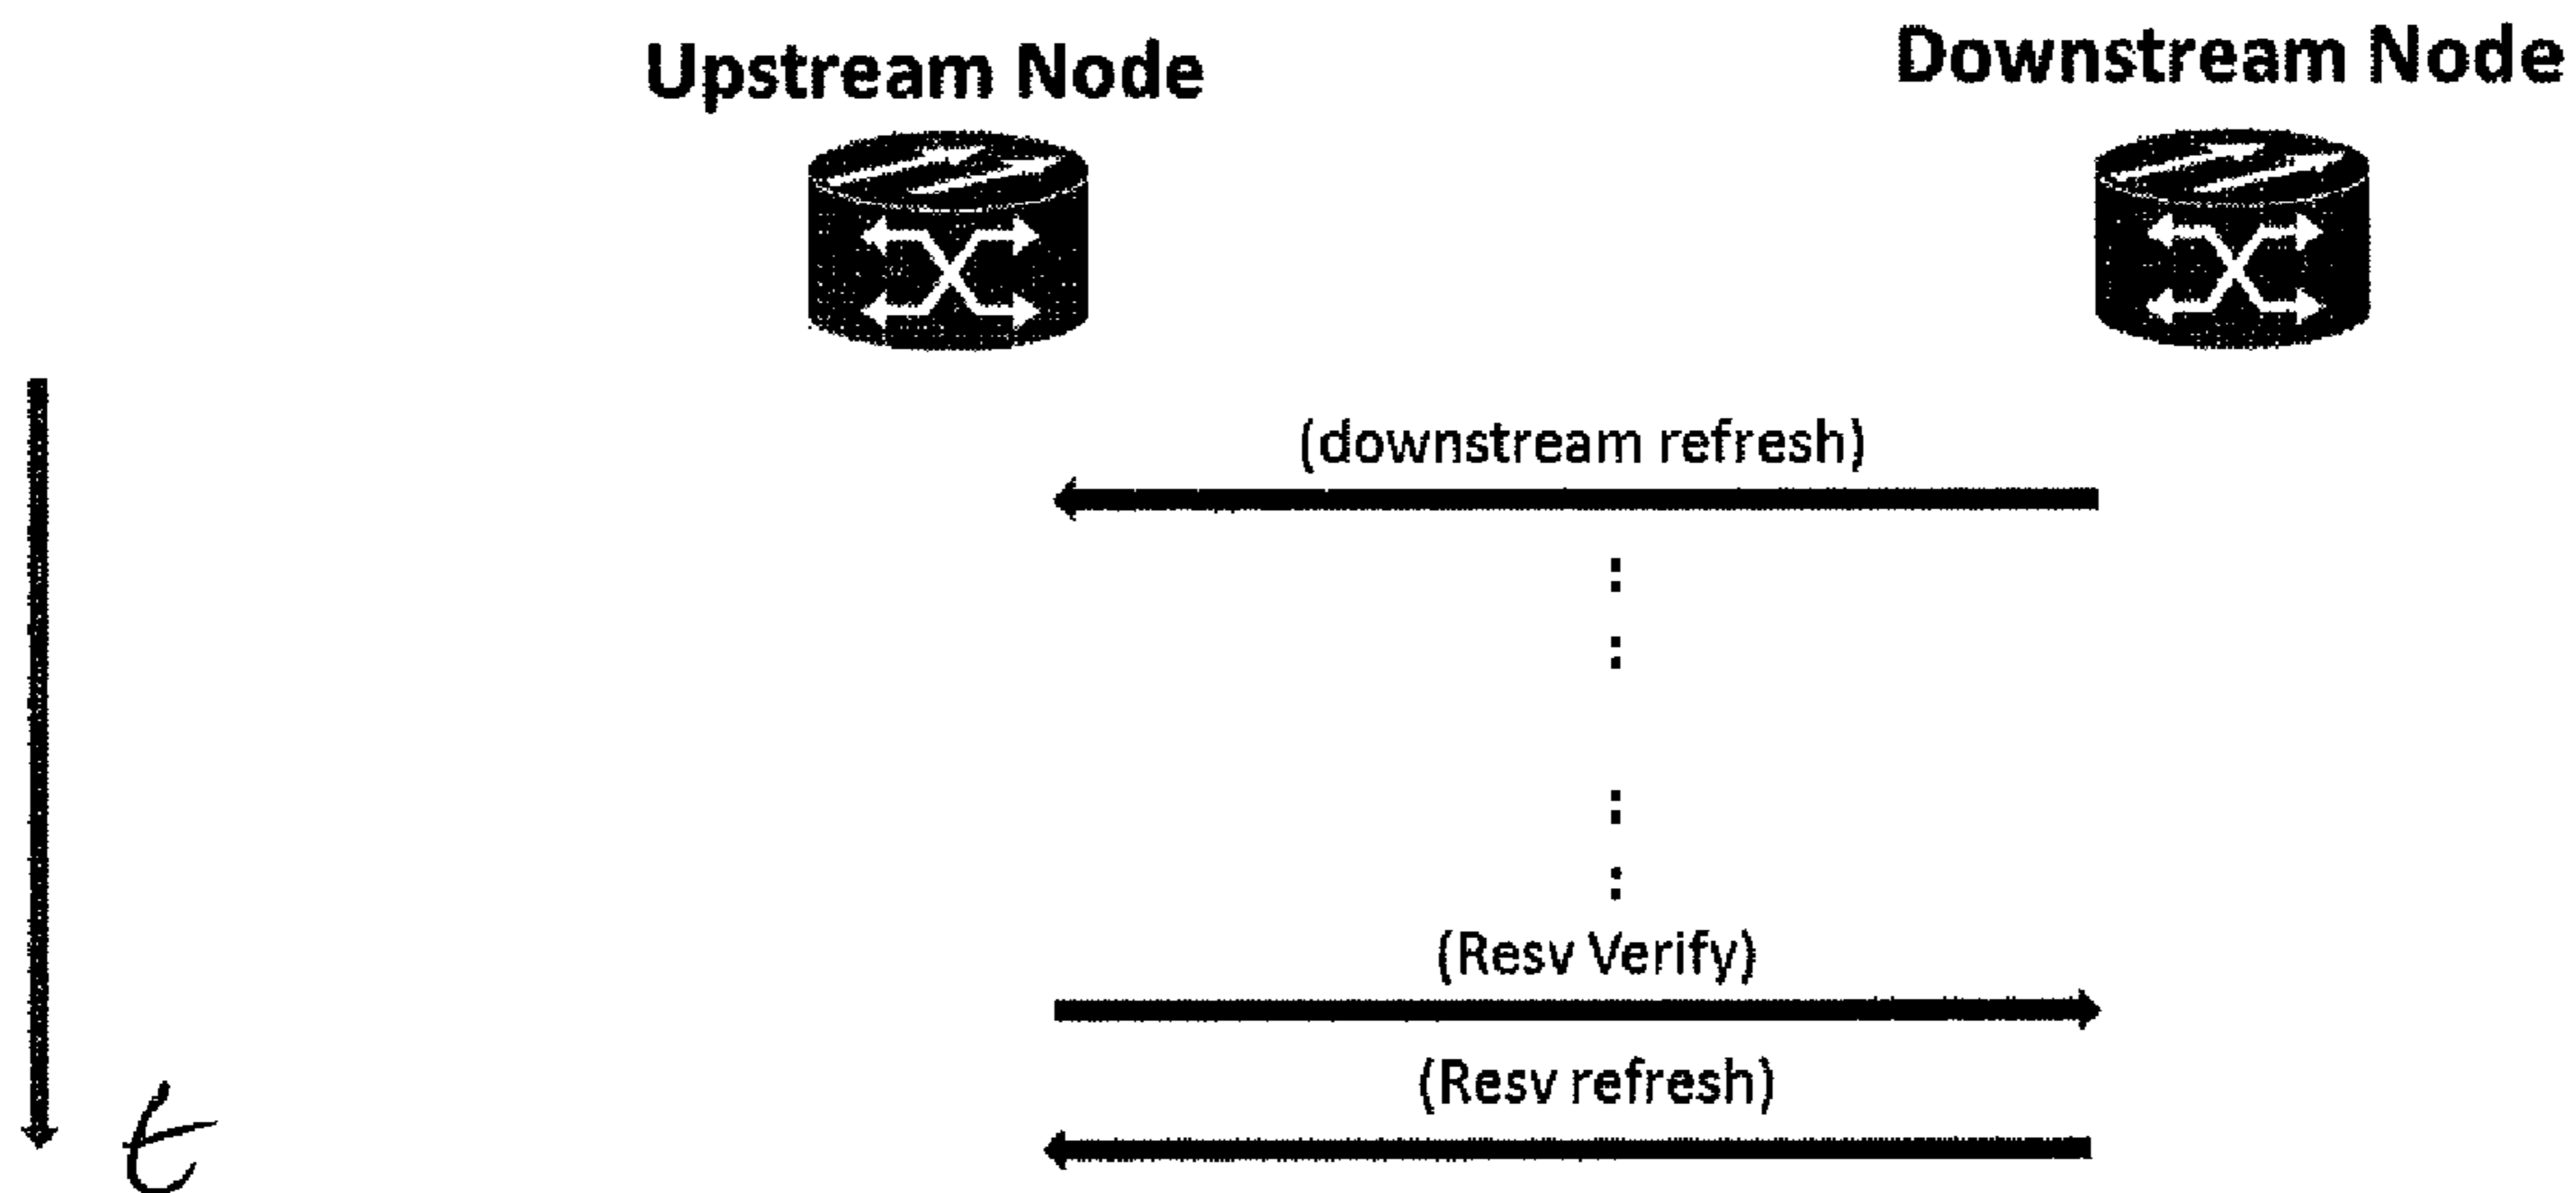 Upstream Node
Downstream Node
(downstream refresh)
(Resv Verify)
(Resv refresh)
t